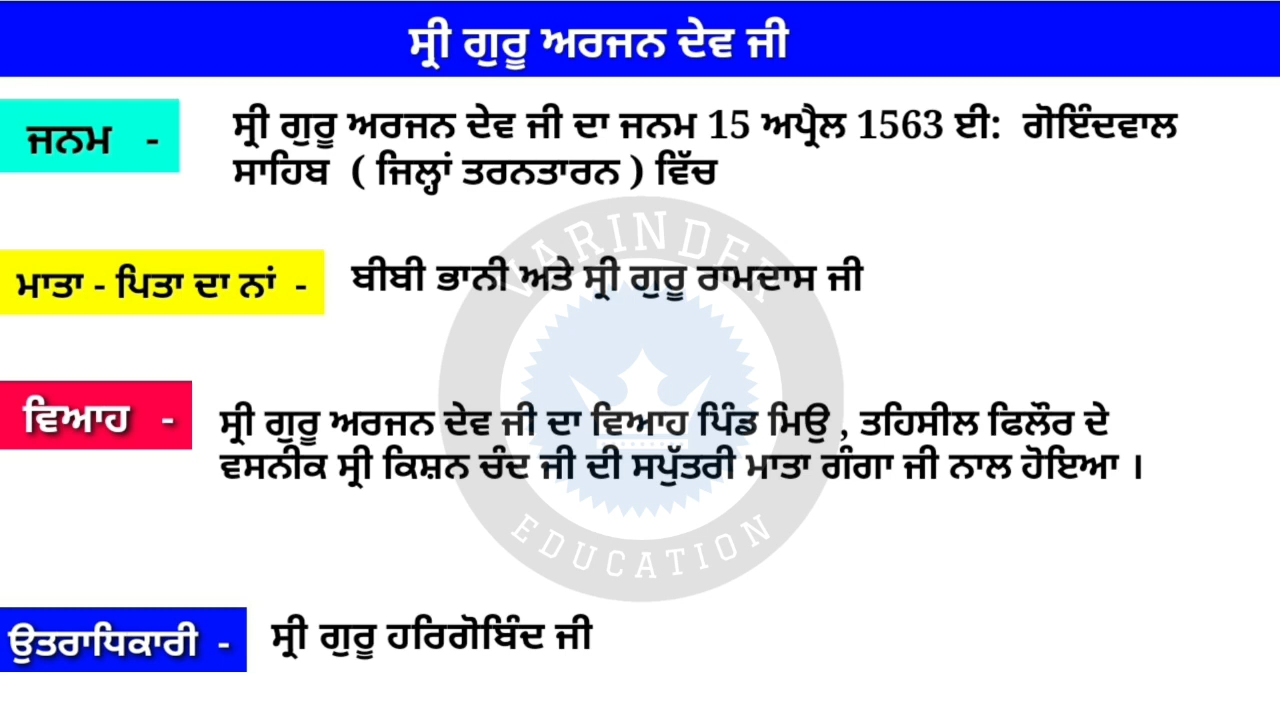 ਸ੍ਰੀ ਗੁਰੂ ਅਰਜਨ ਦੇਵ ਜੀ
ਜਨਮ -
ਸ੍ਰੀ ਗੁਰੂ ਅਰਜਨ ਦੇਵ ਜੀ ਦਾ ਜਨਮ 15 ਅਪ੍ਰੈਲ 1563 ਈ: ਗੋਇੰਦਵਾਲ
ਸਾਹਿਬ ( ਜਿਲ੍ਹਾਂ ਤਰਨਤਾਰਨ ) ਵਿੱਚ
ਮਾਤਾ - ਪਿਤਾ ਦਾ ਨਾਂ -
ਬੀਬੀ ਭਾਨੀ ਅਤੇ ਸ੍ਰੀ ਗੁਰੂ ਰਾਮਦਾਸ ਜੀ
ਵਿਆਹ -
ਸ੍ਰੀ ਗੁਰੂ ਅਰਜਨ ਦੇਵ ਜੀ ਦਾ ਵਿਆਹ ਪਿੰਡ ਮਿਉ , ਤਹਿਸੀਲ ਫਿਲੌਰ ਦੇ
ਵਸਨੀਕ ਸ੍ਰੀ ਕਿਸ਼ਨ ਚੰਦ ਜੀ ਦੀ ਸਪੁੱਤਰੀ ਮਾਤਾ ਗੰਗਾ ਜੀ ਨਾਲ ਹੋਇਆ ।
ਉਤਰਾਧਿਕਾਰੀ -
ਸ੍ਰੀ ਗੁਰੂ ਹਰਿਗੋਬਿੰਦ ਜੀ
WARINDER
EDUCATION